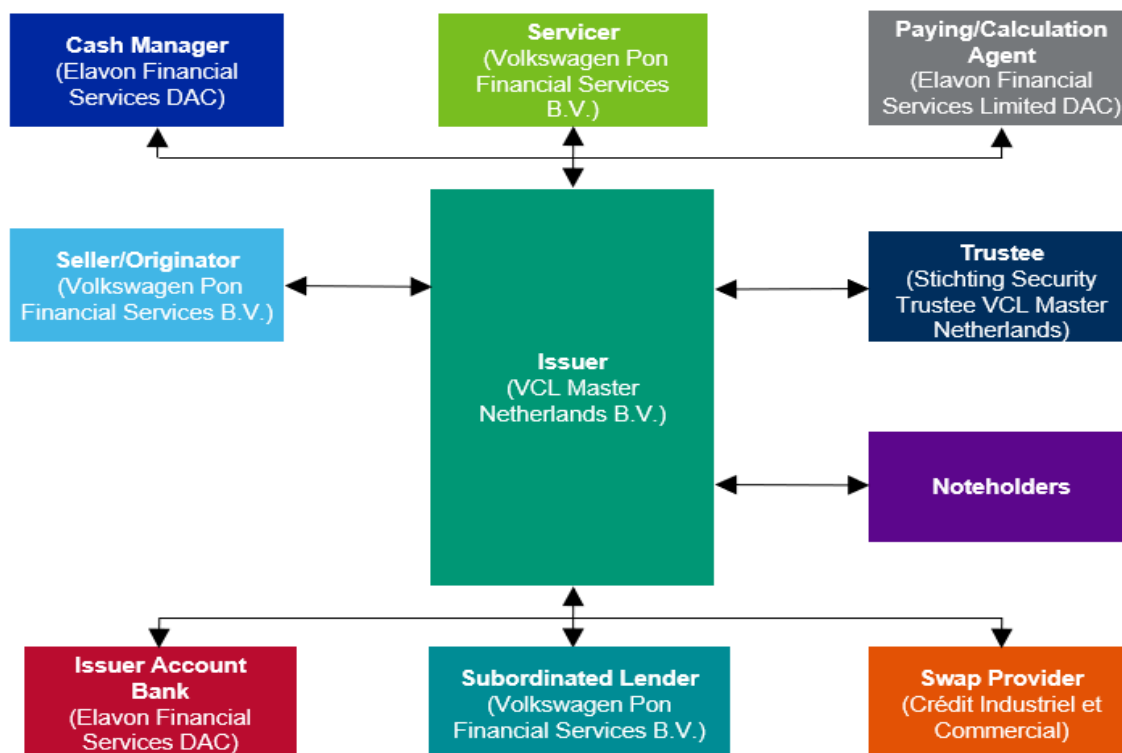 Cash Manager
(Elavon Financial
Services DAC)
Servicer
(Volkswagen Pon
Financial Services
B.V.)
Paying/Calculation
Agent
(Elavon Financial
Services Limited DAC)
Seller/Originator
(Volkswagen Pon
Financial Services B.V.)
Issuer
(VCL Master
Netherlands B.V.)
Trustee
(Stichting Security
Trustee VCL Master
Netherlands)
Noteholders
Issuer Account
Bank
(Elavon Financial
Services DAC)
Subordinated Lender
(Volkswagen Pon
Financial Services B.V.)
Swap Provider
(Crédit Industriel et
Commercial)